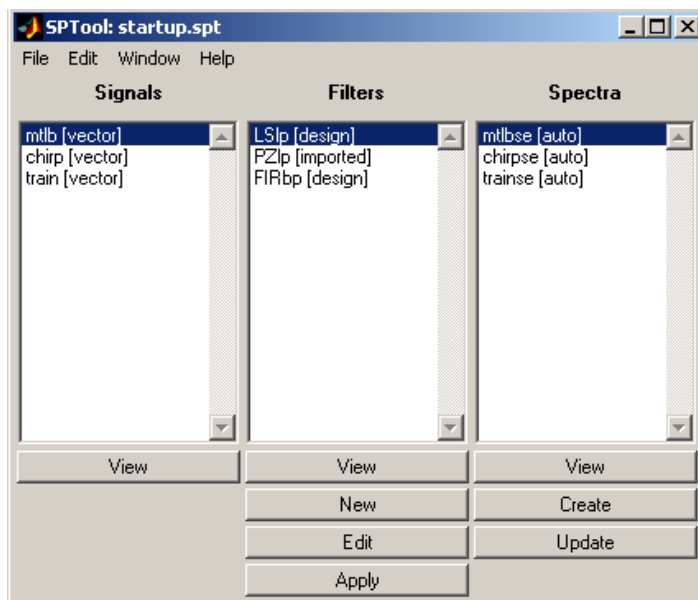 SPTool: startup.spt
File Edit Window Help
Signals Filters Spectra
mtlb [vector] LSlp [design] mtlbse [auto]
chirp [vector] PZlp [imported] chirpse [auto]
train [vector] FIRbp [design] trainse [auto]
View View View
New Create
Edit Update
Apply